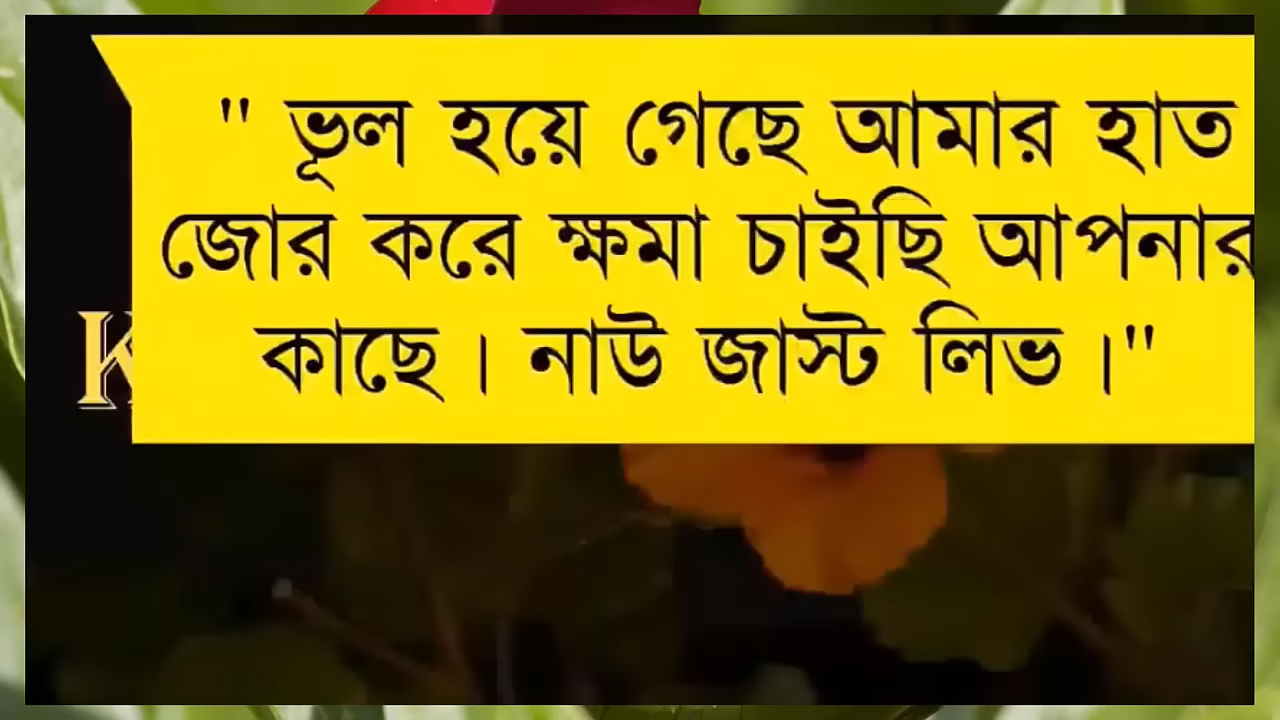 " ভূল হয়ে গেছে আমার হাত
জোর করে ক্ষমা চাইছি আপনার
কাছে । নাউ জাস্ট লিভ ।"